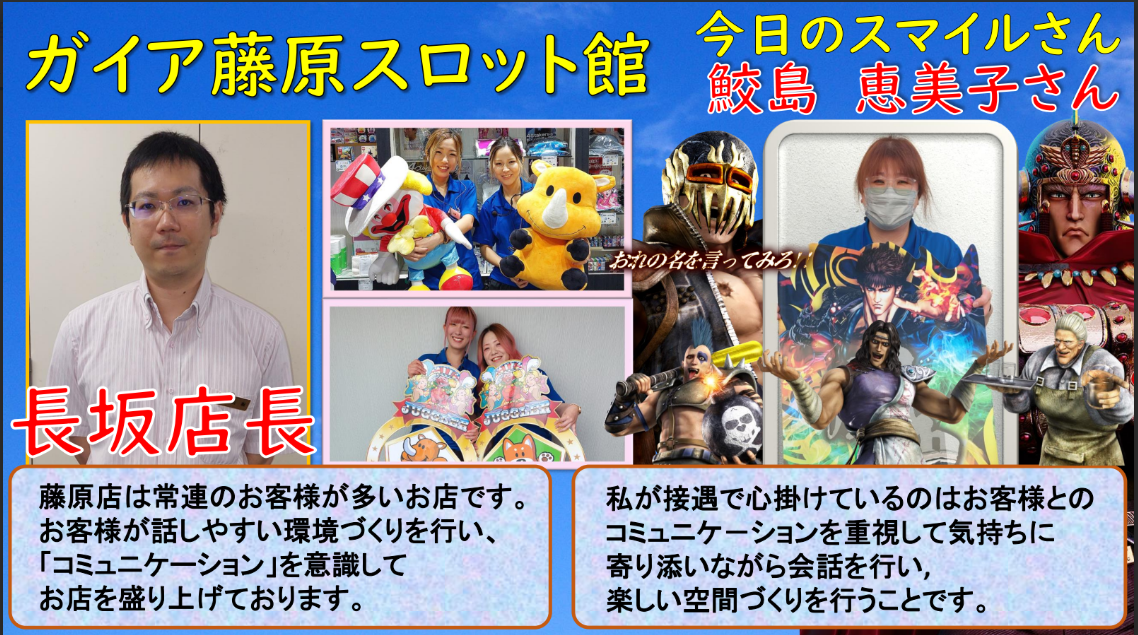 ガイア藤原スロット館
今日のスマイルさん
鮫島　恵美子さん
おれの名を言ってみろ!!
JUGGLER
JUGGLER
長坂店長
藤原店は常連のお客様が多いお店です。
お客様が話しやすい環境づくりを行い、
「コミュニケーション」を意識して
お店を盛り上げております。
私が接遇で心掛けているのはお客様との
コミュニケーションを重視して気持ちに
寄り添いながら会話を行い,
楽しい空間づくりを行うことです。